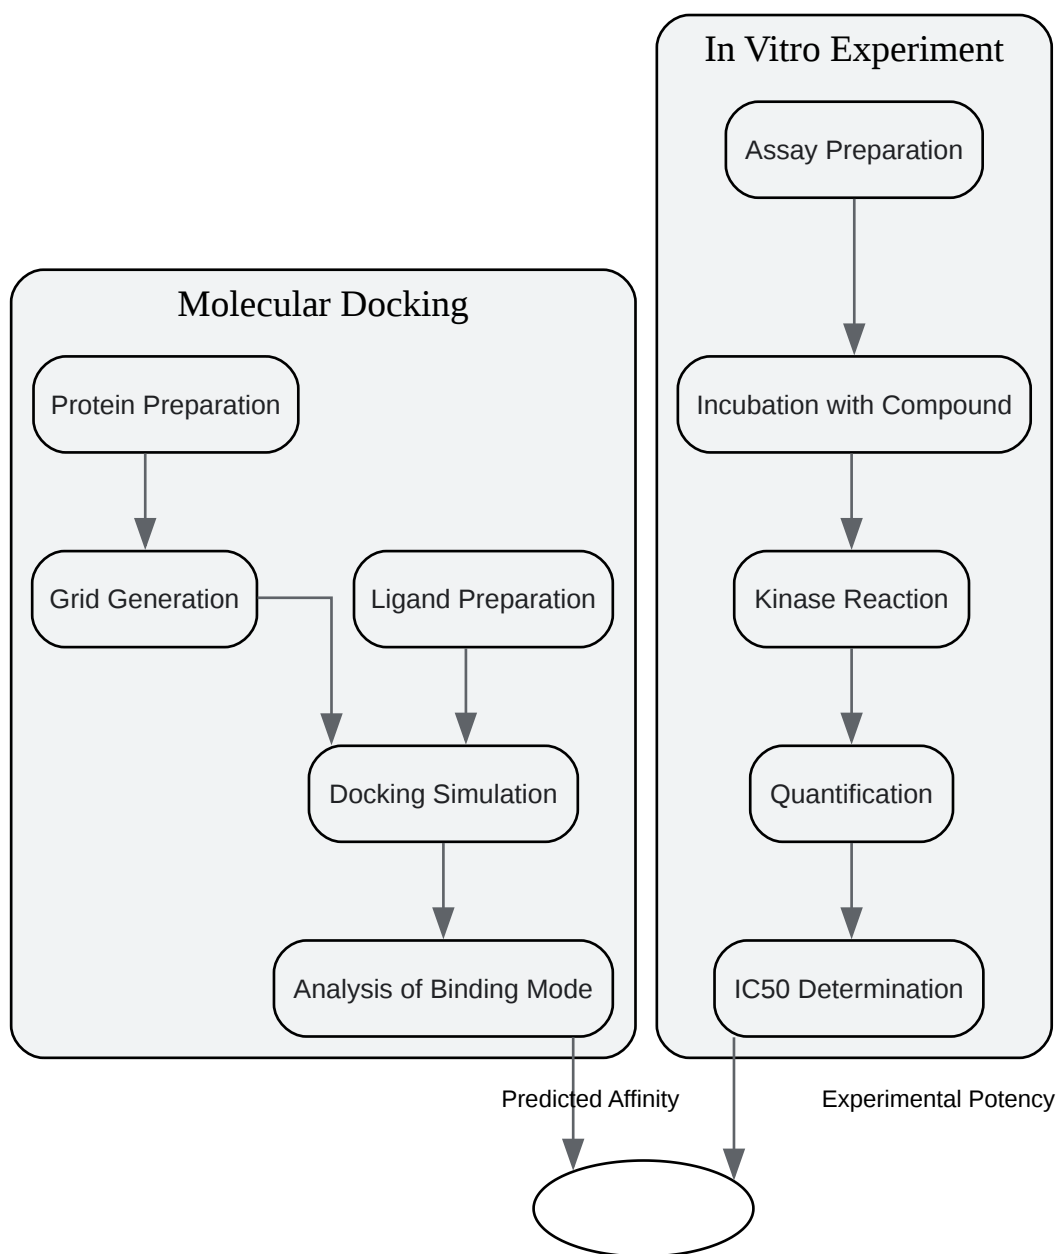 In Vitro Experiment
Assay Preparation
Molecular Docking
Protein Preparation
Incubation with Compound
Grid Generation
Ligand Preparation
Kinase Reaction
Docking Simulation
Quantification
Analysis of Binding Mode
IC50 Determination
Predicted Affinity
Experimental Potency